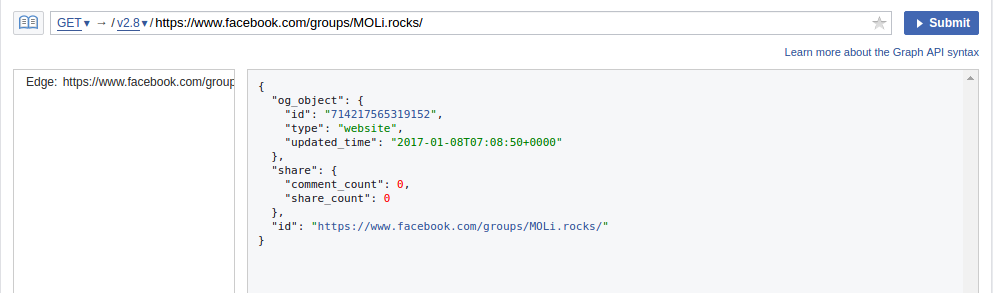 GET → / v2.8 / https://www.facebook.com/groups/MOLi.rocks/
Submit
Learn more about the Graph API syntax
Edge: https://www.facebook.com/group
{
"og_object": {
"id": "714217565319152",
"type": "website",
"updated_time": "2017-01-08T07:08:50+0000"
},
"share": {
"comment_count": 0,
"share_count": 0
},
"id": "https://www.facebook.com/groups/MOLi.rocks/"
}